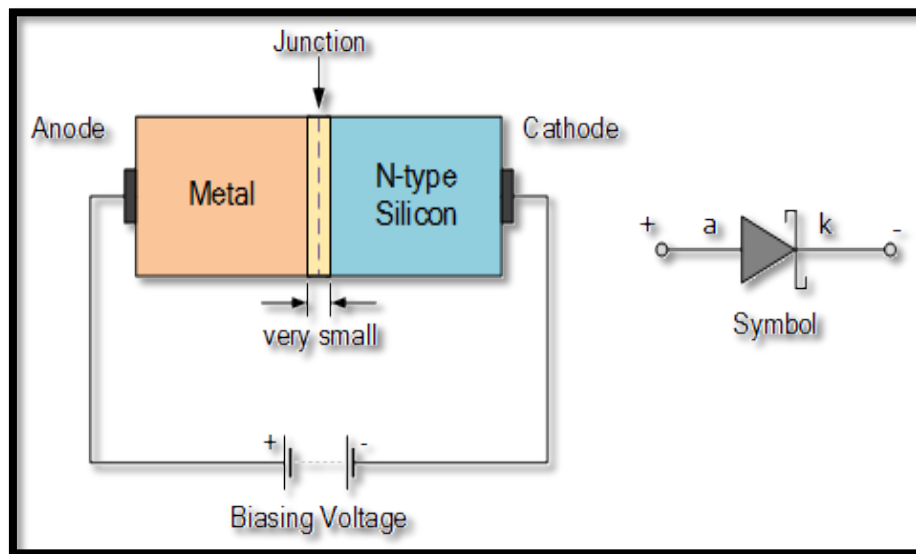 Junction
Anode
Cathode
Metal
N-type
Silicon
+ a k -
very small
Symbol
+ -
Biasing Voltage